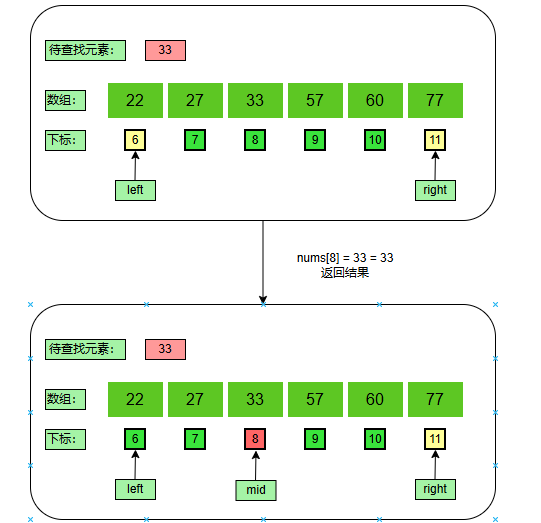 待查找元素: 33
数组: 22 27 33 57 60 77
下标: 6 7 8 9 10 11
left right
nums[8] = 33 = 33
返回结果
待查找元素: 33
数组: 22 27 33 57 60 77
下标: 6 7 8 9 10 11
left mid right